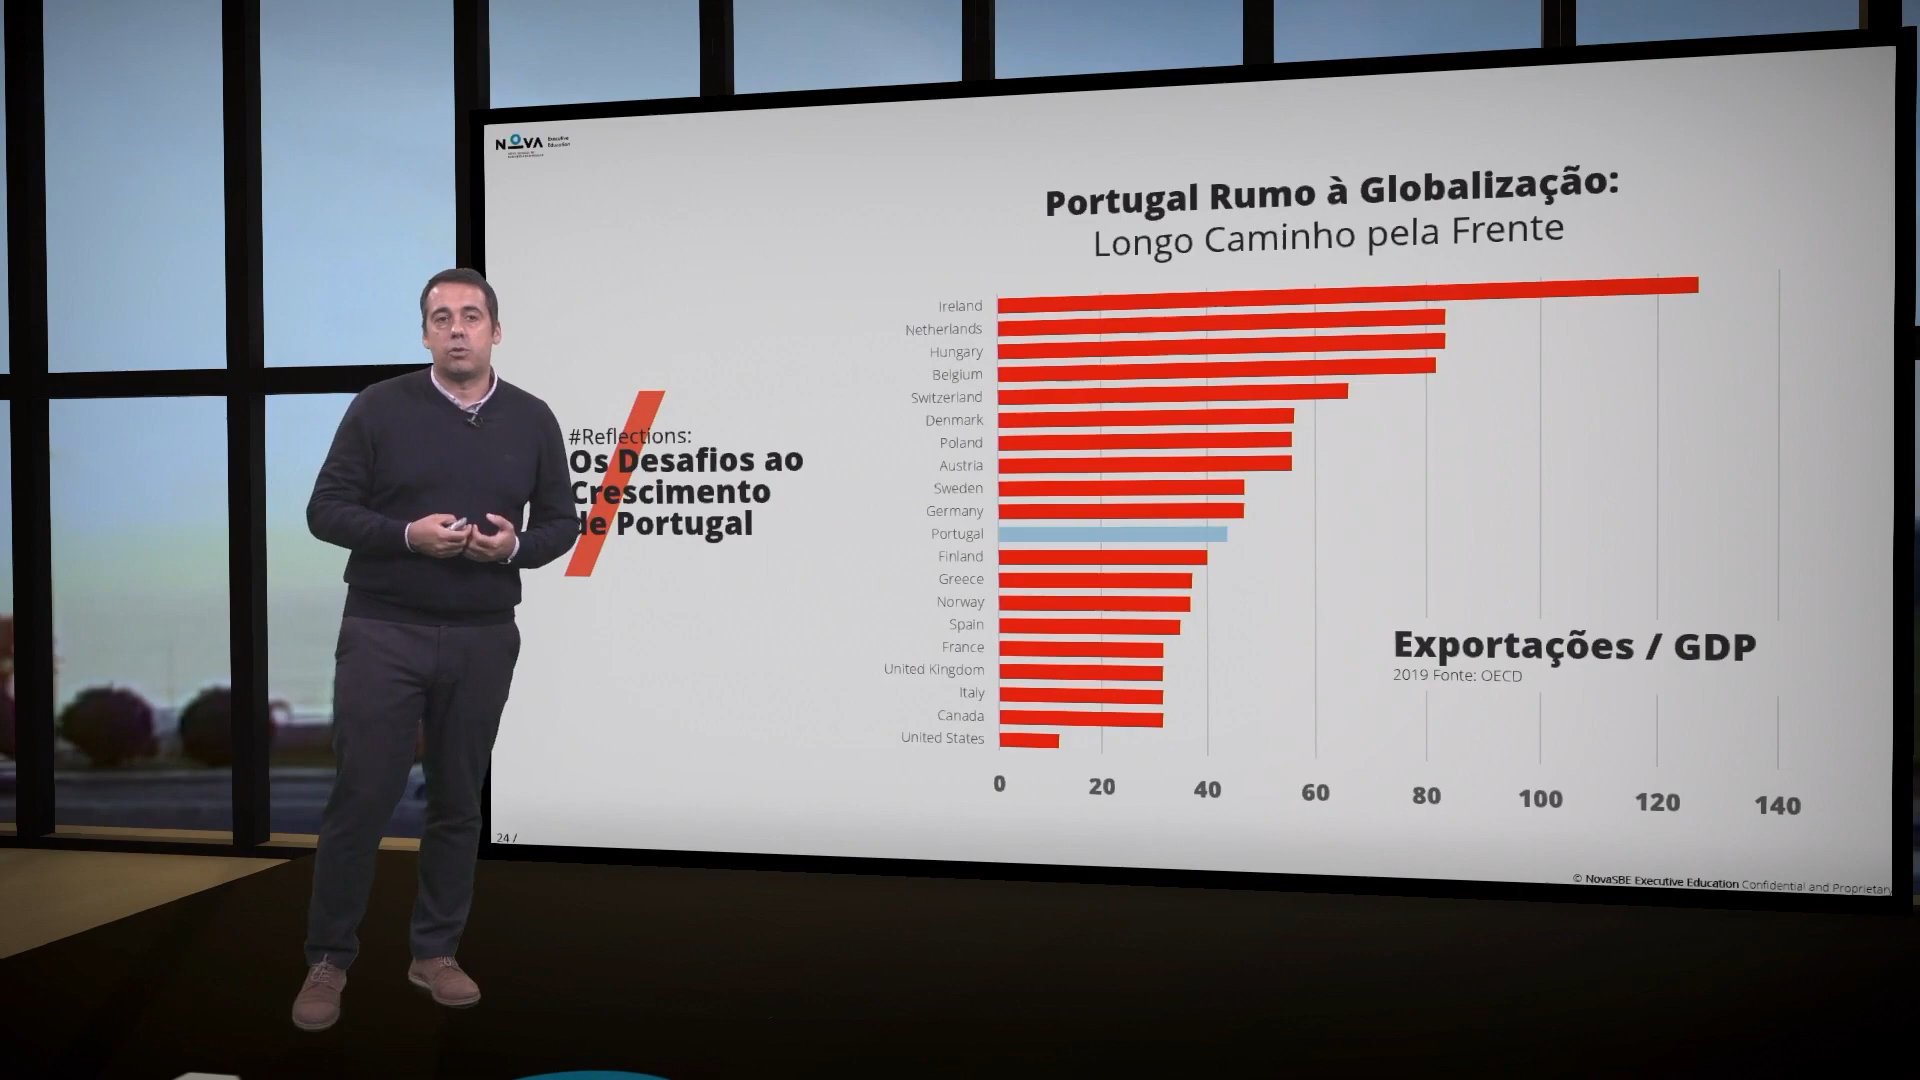 NOVA
Executive
Education
Portugal Rumo à Globalização:
Longo Caminho pela Frente
#Reflections:
Os Desafios ao
Crescimento
de Portugal
Ireland
Netherlands
Hungary
Belgium
Switzerland
Denmark
Poland
Austria
Sweden
Germany
Portugal
Finland
Greece
Norway
Spain
France
United Kingdom
Italy
Canada
United States
Exportações / GDP
2019 Fonte: OECD
0 20 40 60 80 100 120 140
24 /
© NovaSBE Executive Education Confidential and Proprietary